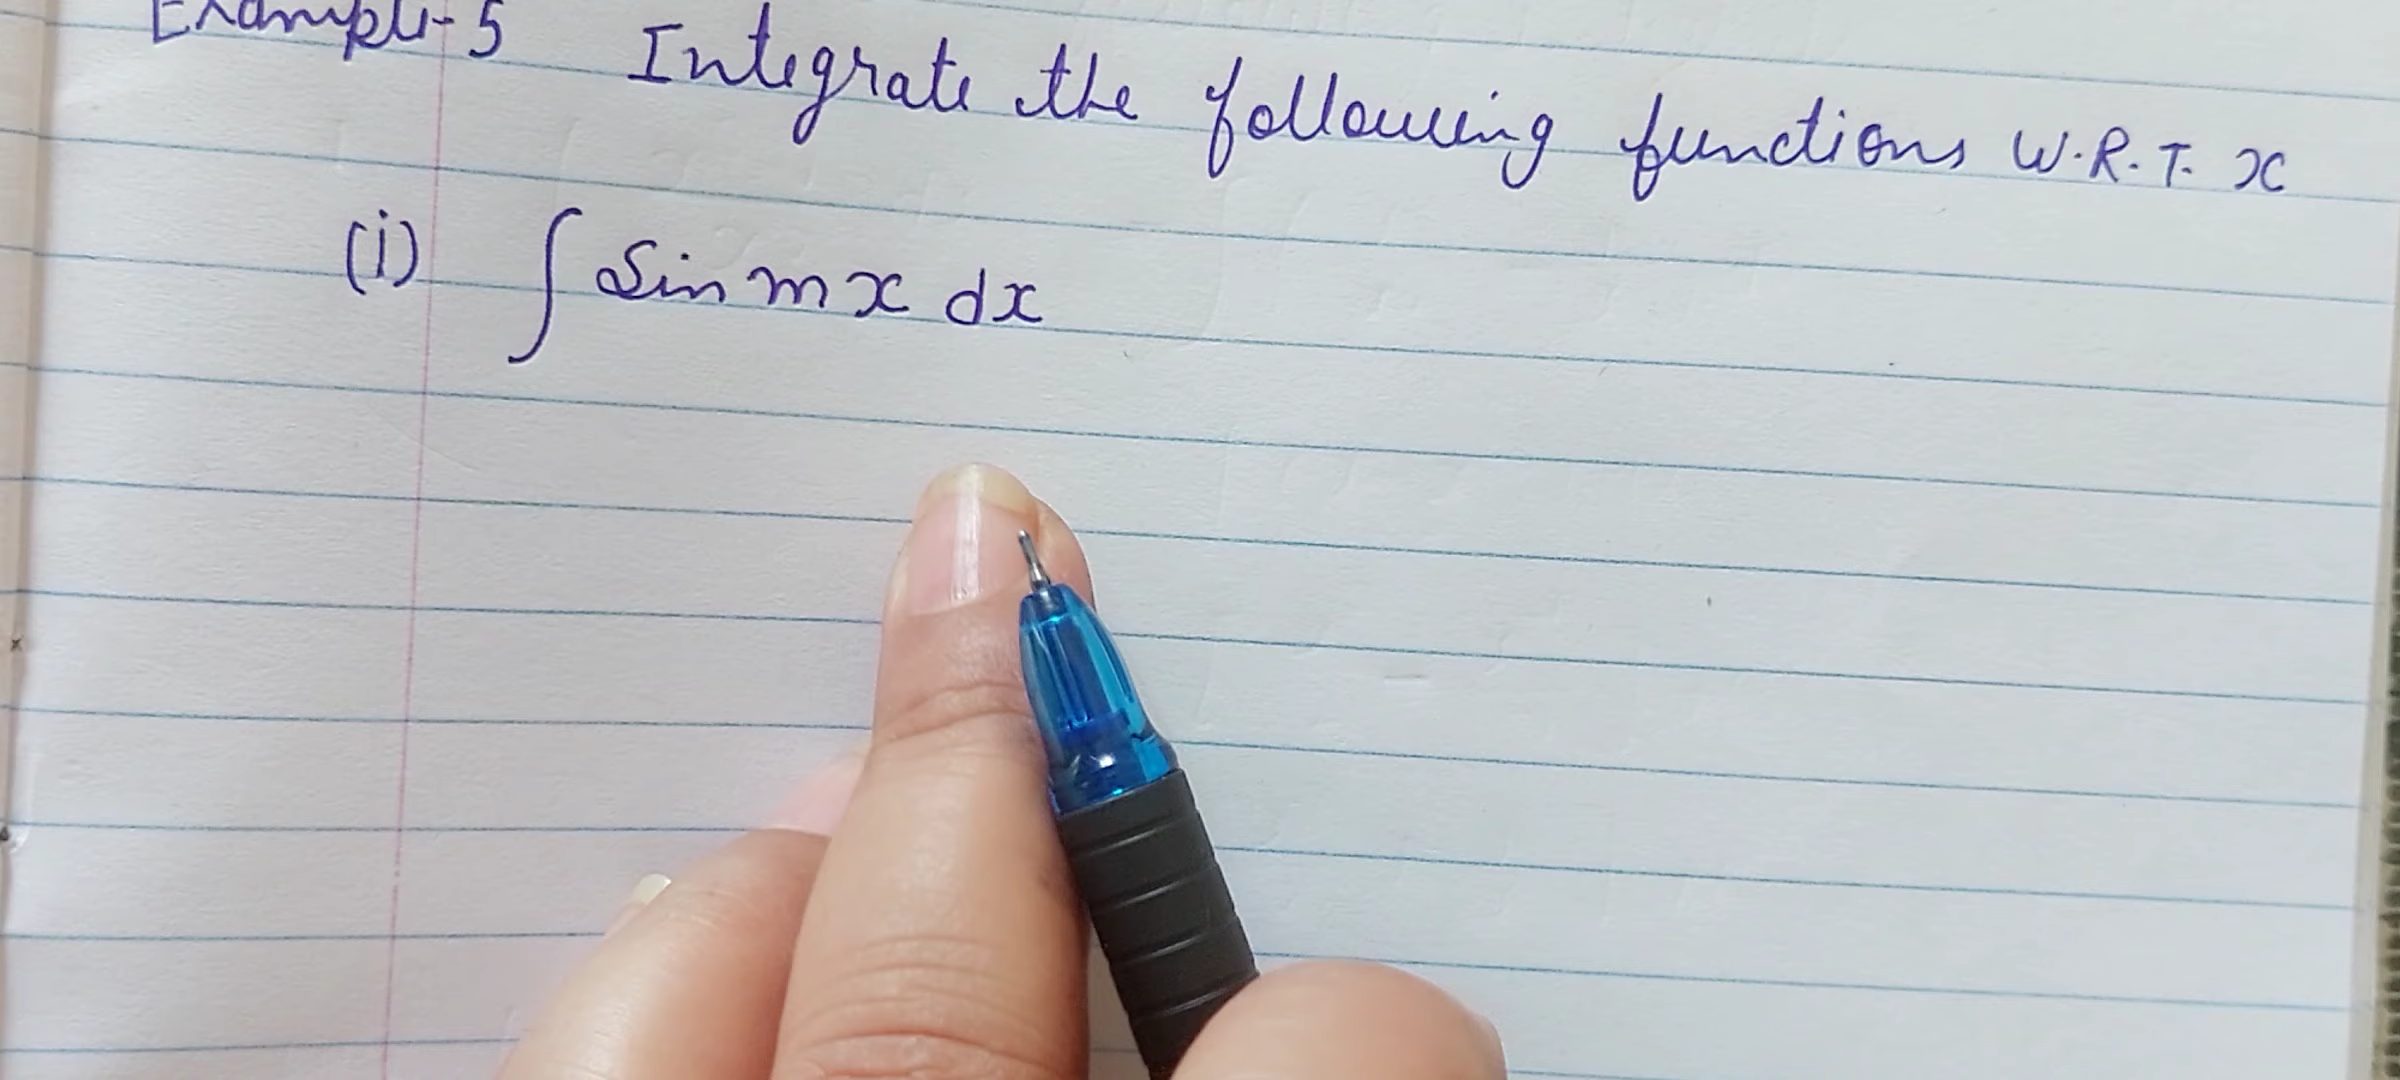 Example-5 Integrate the following functions W.R.T. x
(i) ∫ Sin mx dx